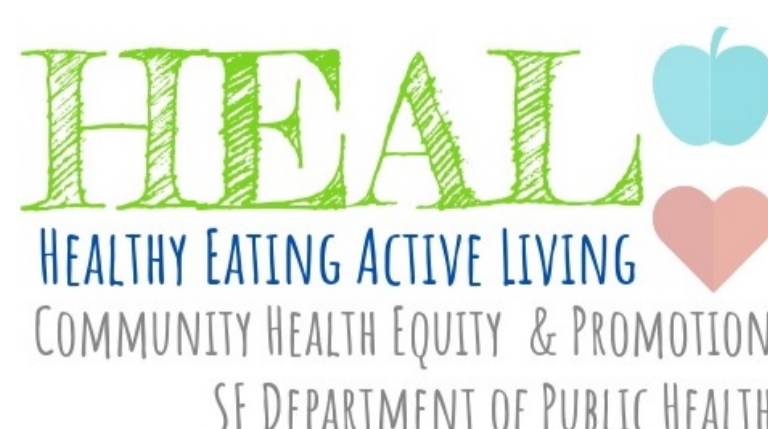 HEAL
HEALTHY EATING ACTIVE LIVING
COMMUNITY HEALTH EQUITY & PROMOTION
SF DEPARTMENT OF PUBLIC HEALTH